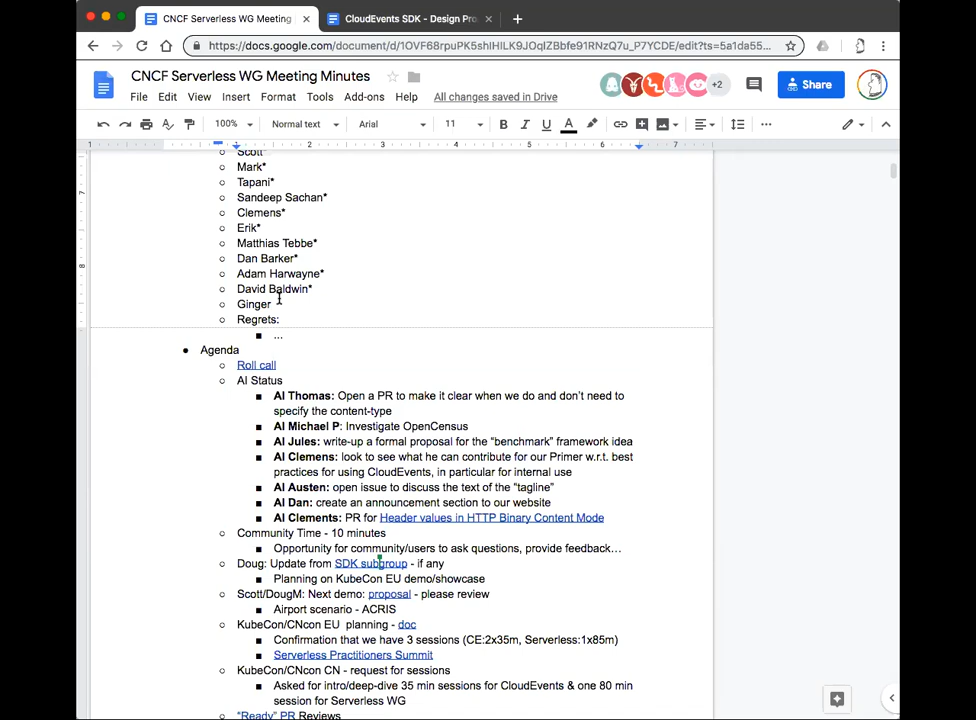 CNCF Serverless WG Meeting
CloudEvents SDK - Design Pro
https://docs.google.com/document/d/1OVF68rpuPK5shlHlLK9JOqIZBbfe91RNzQ7u_P7YCDE/edit?ts=5a1da55...
CNCF Serverless WG Meeting Minutes
+2
Share
File Edit View Insert Format Tools Add-ons Help All changes saved in Drive
100% Normal text Arial 11 B I U A
1 1 2 3 4 5 6 7
Scott*
Mark*
Tapani*
Sandeep Sachan*
Clemens*
Erik*
Matthias Tebbe*
Dan Barker*
Adam Harwayne*
David Baldwin*
Ginger
Regrets:
...
Agenda
Roll call
AI Status
AI Thomas: Open a PR to make it clear when we do and don't need to
specify the content-type
AI Michael P: Investigate OpenCensus
AI Jules: write-up a formal proposal for the "benchmark" framework idea
AI Clemens: look to see what he can contribute for our Primer w.r.t. best
practices for using CloudEvents, in particular for internal use
AI Austen: open issue to discuss the text of the "tagline"
AI Dan: create an announcement section to our website
AI Clements: PR for Header values in HTTP Binary Content Mode
Community Time - 10 minutes
Opportunity for community/users to ask questions, provide feedback...
Doug: Update from SDK subgroup - if any
Planning on KubeCon EU demo/showcase
Scott/DougM: Next demo: proposal - please review
Airport scenario - ACRIS
KubeCon/CNcon EU planning - doc
Confirmation that we have 3 sessions (CE:2x35m, Serverless:1x85m)
Serverless Practitioners Summit
KubeCon/CNcon CN - request for sessions
Asked for intro/deep-dive 35 min sessions for CloudEvents & one 80 min
session for Serverless WG
"Ready" PR Reviews